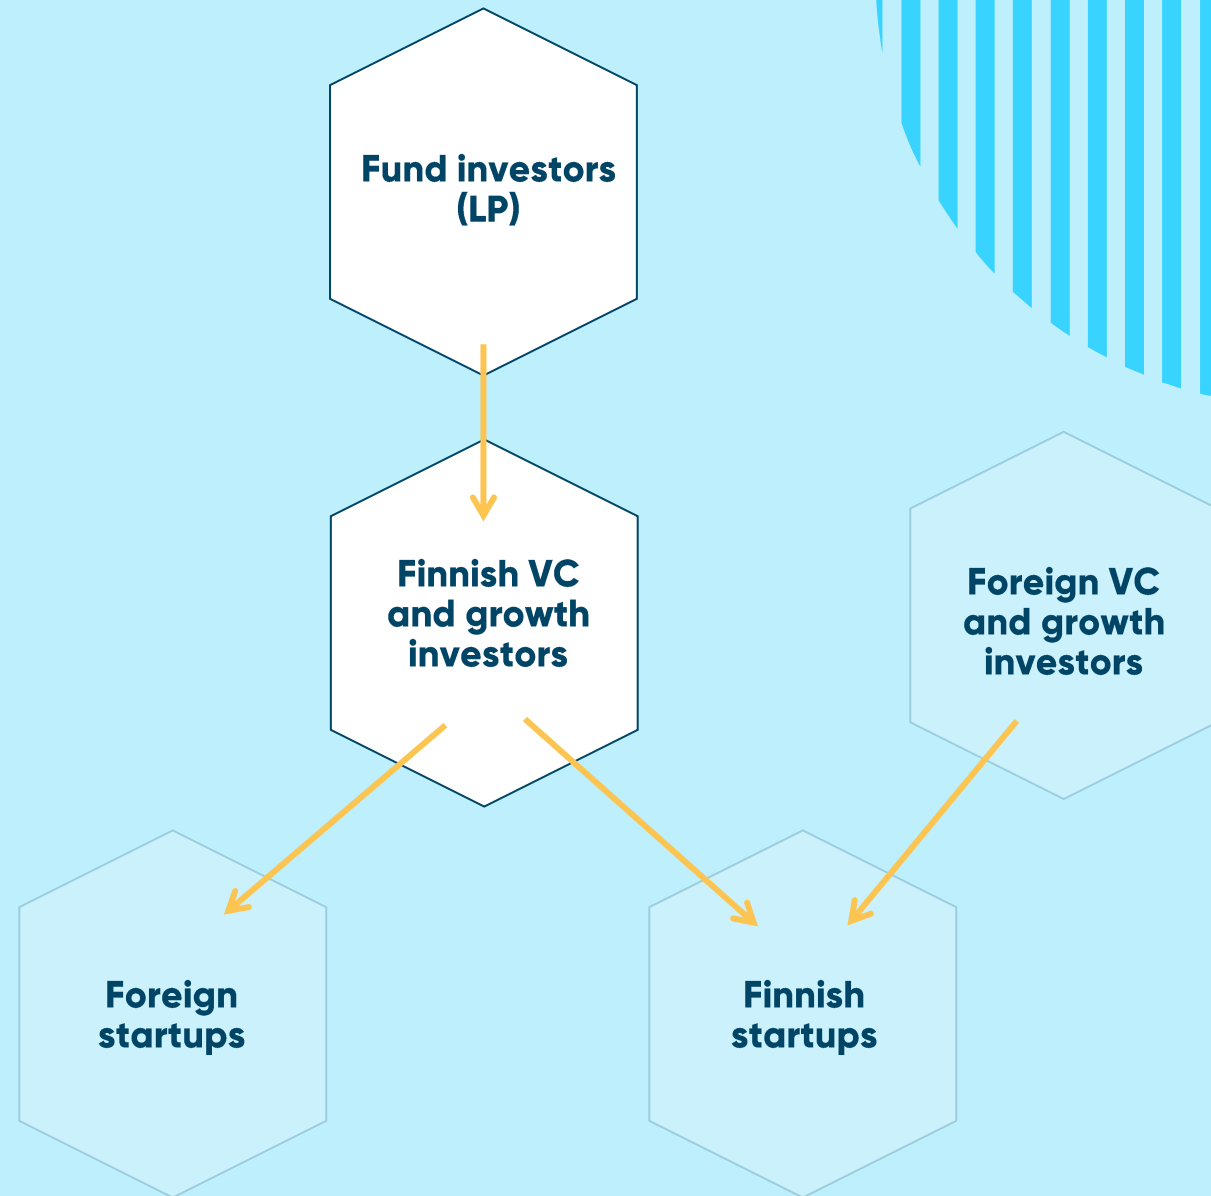 Fund investors
(LP)
Finnish VC
and growth
investors
Foreign VC
and growth
investors
Foreign
startups
Finnish
startups